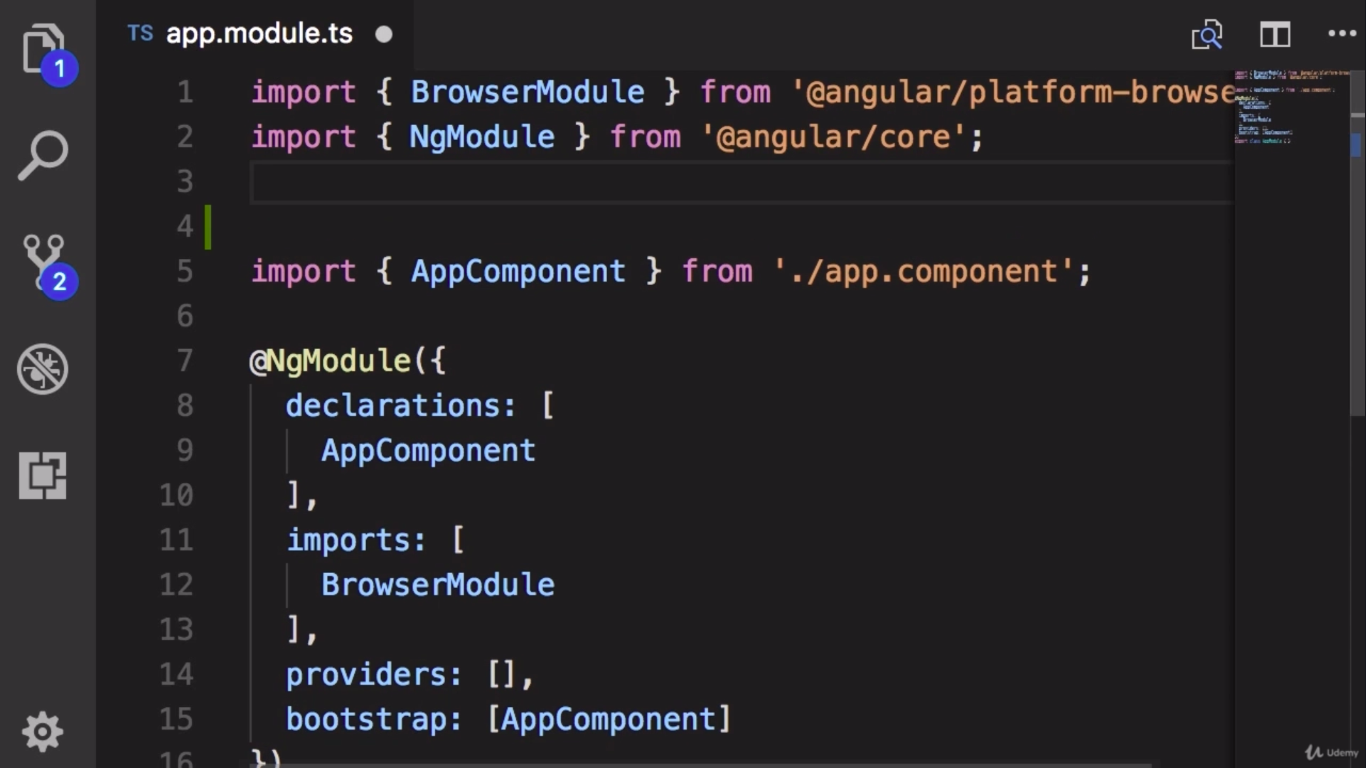 TS app.module.ts
1
1 import { BrowserModule } from '@angular/platform-browse
2 import { NgModule } from '@angular/core';
3
4
2
5 import { AppComponent } from './app.component';
6
7 @NgModule({
8 declarations: [
9 AppComponent
10 ],
11 imports: [
12 BrowserModule
13 ],
14 providers: [],
15 bootstrap: [AppComponent]
16 })
Udemy